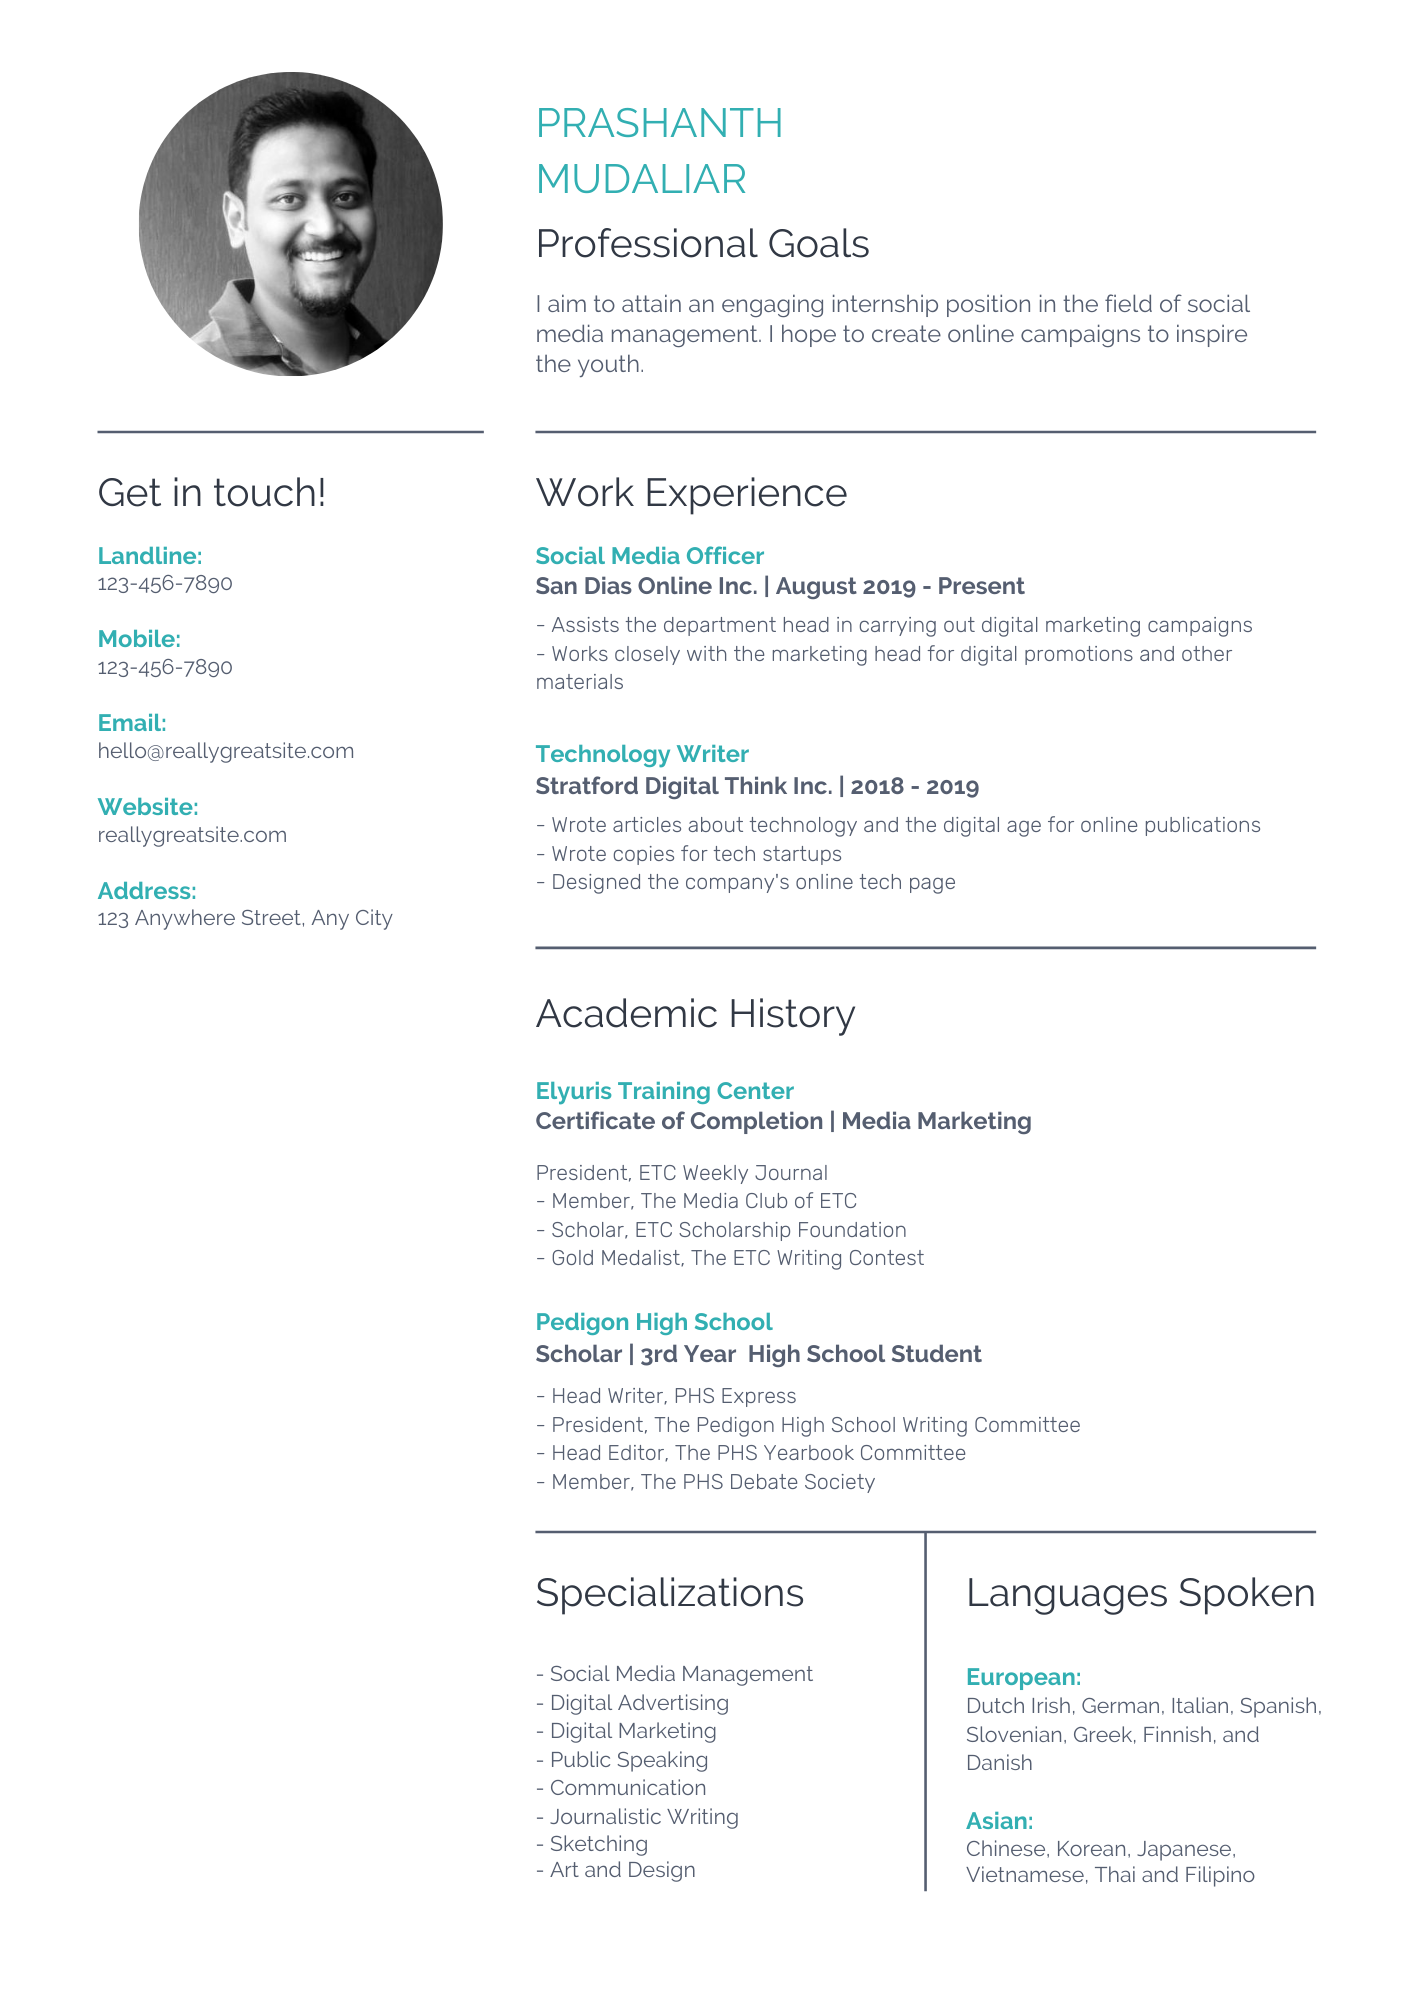 PRASHANTH
MUDALIAR
Professional Goals
I aim to attain an engaging internship position in the field of social
media management. I hope to create online campaigns to inspire
the youth.
Get in touch!
Landline:
123-456-7890
Mobile:
123-456-7890
Email:
hello@reallygreatsite.com
Website:
reallygreatsite.com
Address:
123 Anywhere Street, Any City
Work Experience
Social Media Officer
San Dias Online Inc. | August 2019 - Present
- Assists the department head in carrying out digital marketing campaigns
- Works closely with the marketing head for digital promotions and other
materials
Technology Writer
Stratford Digital Think Inc. | 2018 - 2019
- Wrote articles about technology and the digital age for online publications
- Wrote copies for tech startups
- Designed the company's online tech page
Academic History
Elyuris Training Center
Certificate of Completion | Media Marketing
President, ETC Weekly Journal
- Member, The Media Club of ETC
- Scholar, ETC Scholarship Foundation
- Gold Medalist, The ETC Writing Contest
Pedigon High School
Scholar | 3rd Year  High School Student
- Head Writer, PHS Express
- President, The Pedigon High School Writing Committee
- Head Editor, The PHS Yearbook Committee
- Member, The PHS Debate Society
Specializations
- Social Media Management
- Digital Advertising
- Digital Marketing
- Public Speaking
- Communication
- Journalistic Writing
- Sketching
- Art and Design
Languages Spoken
European:
Dutch Irish, German, Italian, Spanish,
Slovenian, Greek, Finnish, and
Danish
Asian:
Chinese, Korean, Japanese,
Vietnamese, Thai and Filipino